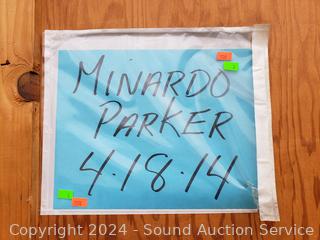 MINARDO
PARKER
4.18.14
Copyright © 2024 - Sound Auction Service